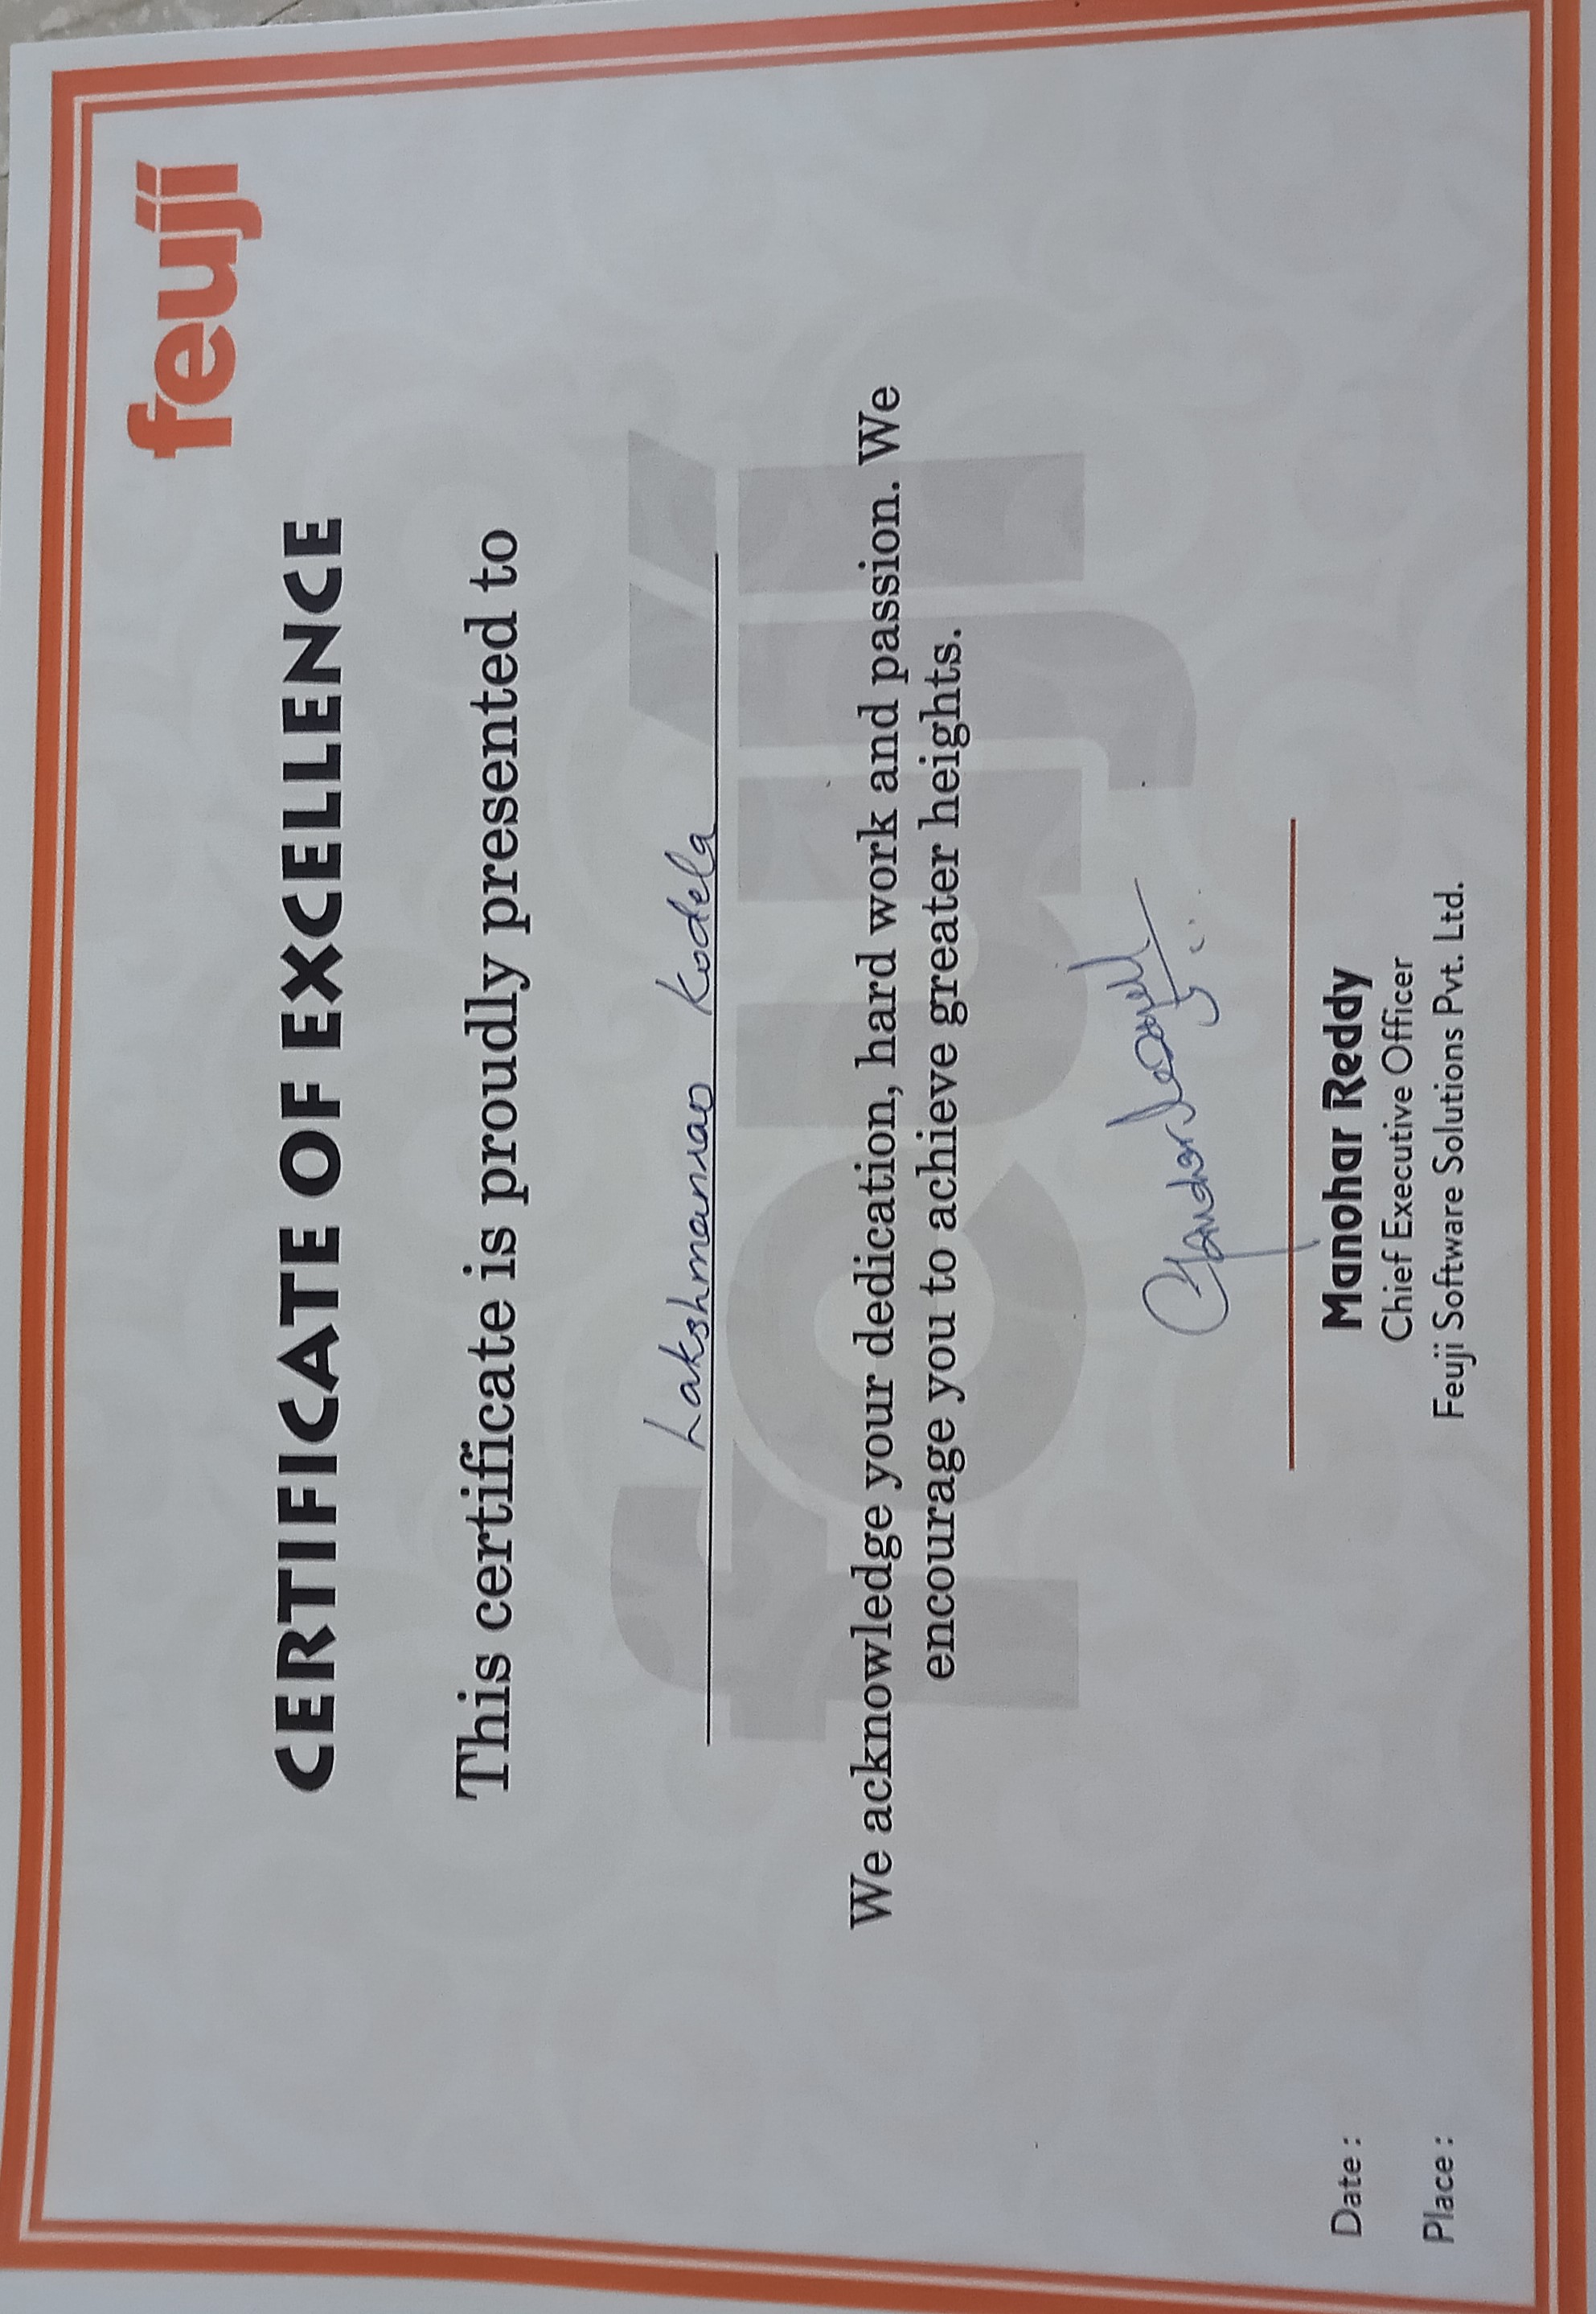 feuji
CERTIFICATE OF EXCELLENCE
This certificate is proudly presented to
Lakshmanrao Kodela
We acknowledge your dedication, hard work and passion. We
encourage you to achieve greater heights.
Manohar Reddy
Chief Executive Officer
Feuji Software Solutions Pvt. Ltd.
Date :
Place :